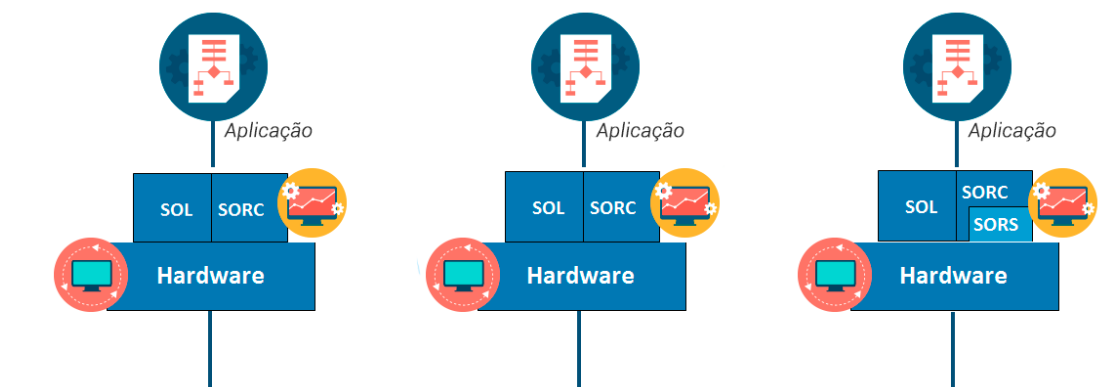 Aplicação
Aplicação
Aplicação
SOL
SORC
SOL
SORC
SOL
SORC
SORS
Hardware
Hardware
Hardware